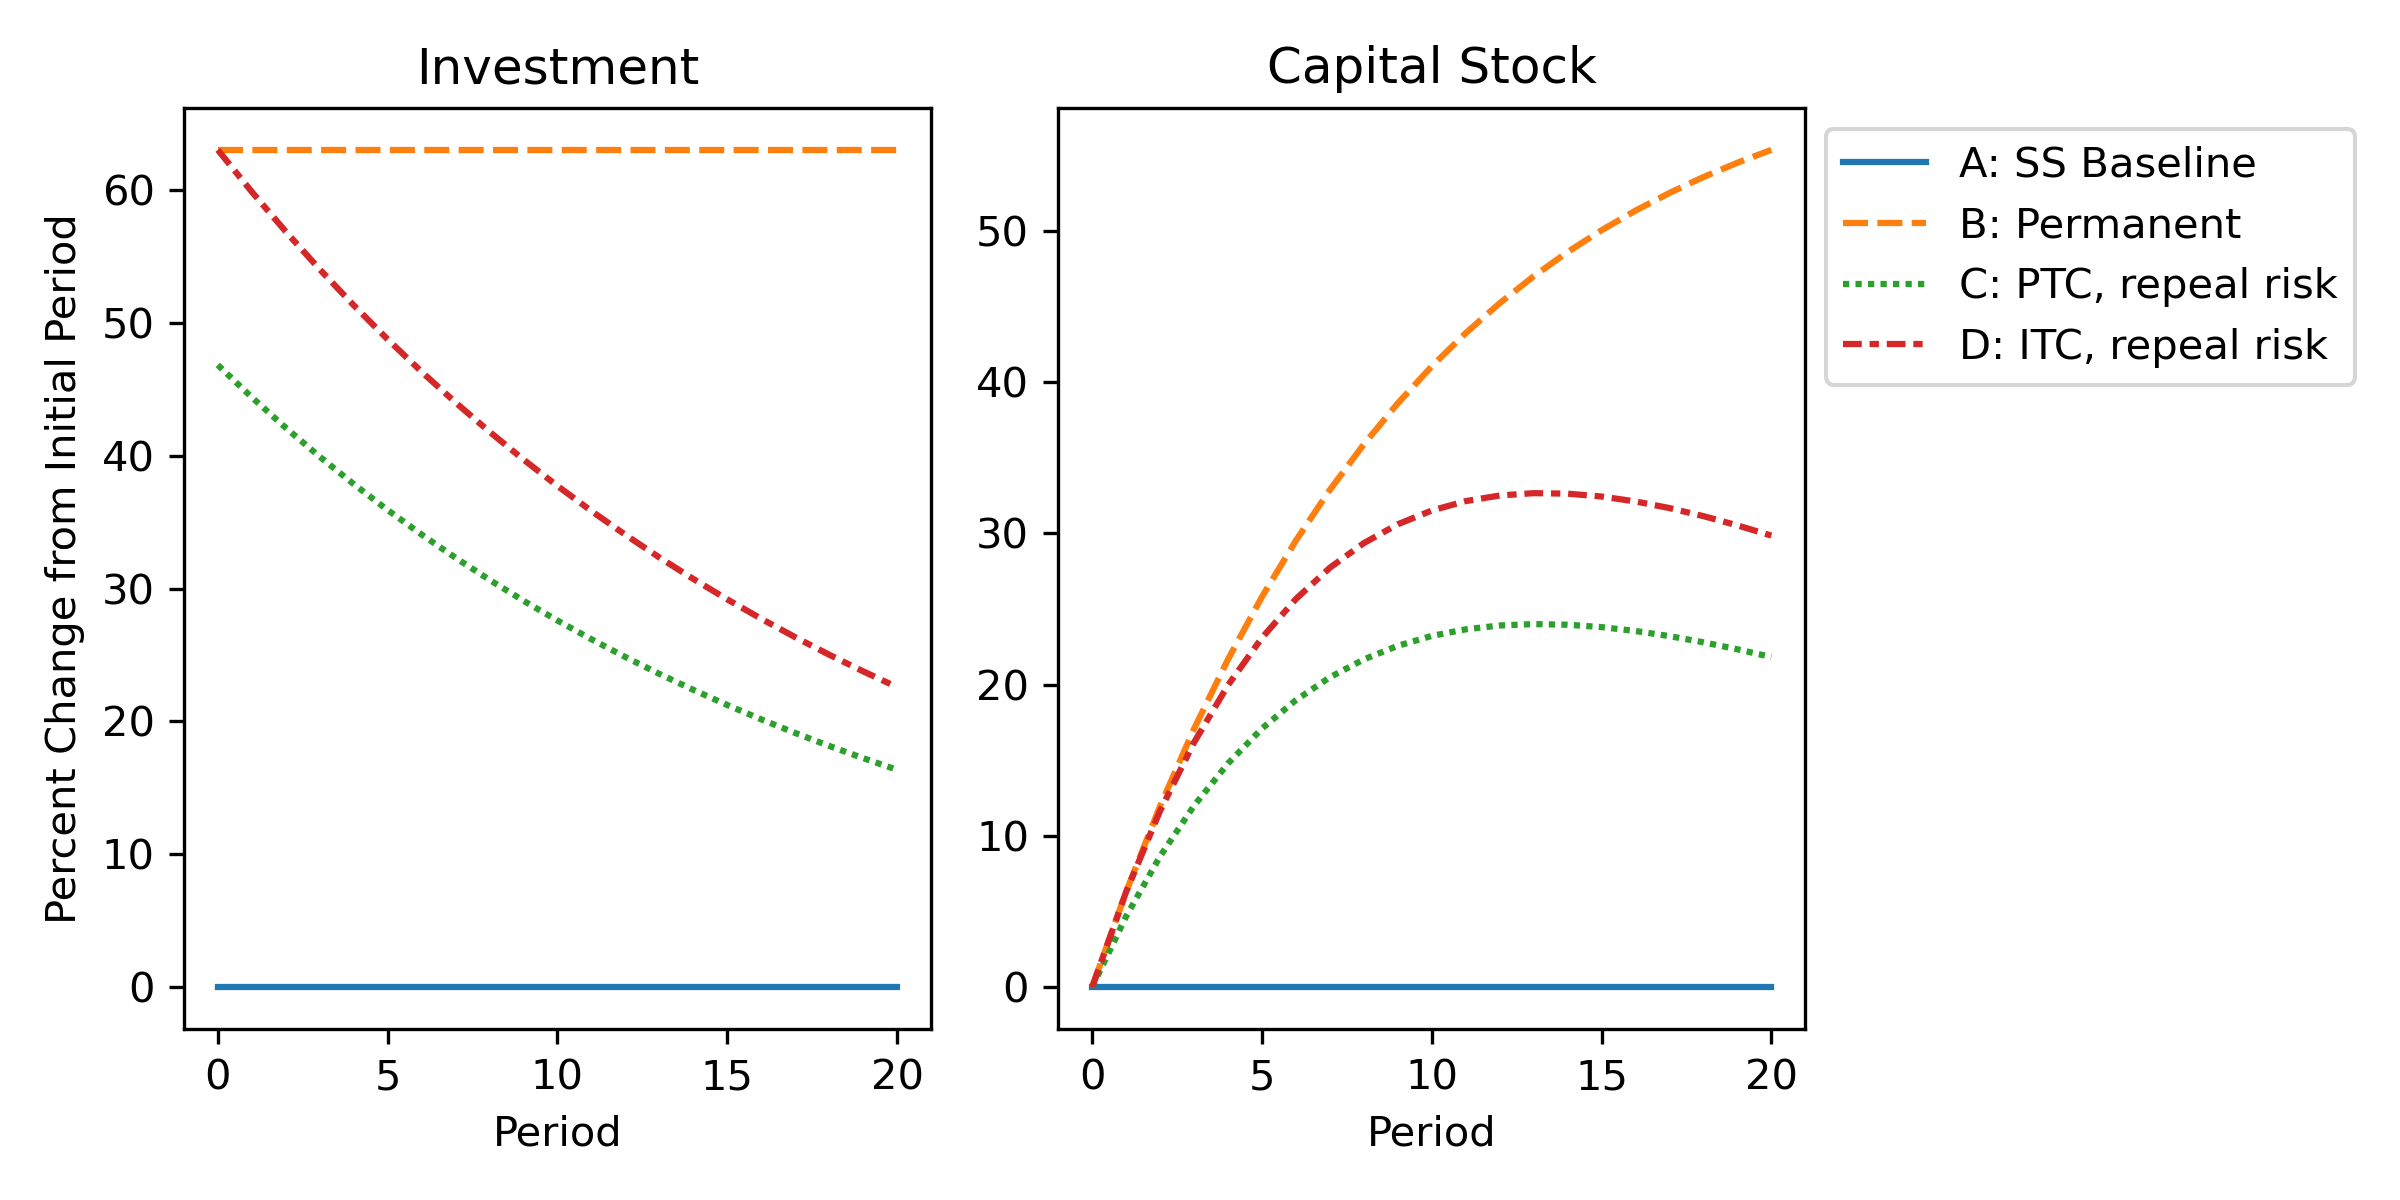 Investment
Capital Stock
Percent Change from Initial Period
60
50
40
30
20
10
0
0 5 10 15 20
Period
50
40
30
20
10
0
0 5 10 15 20
Period
A: SS Baseline
B: Permanent
C: PTC, repeal risk
D: ITC, repeal risk